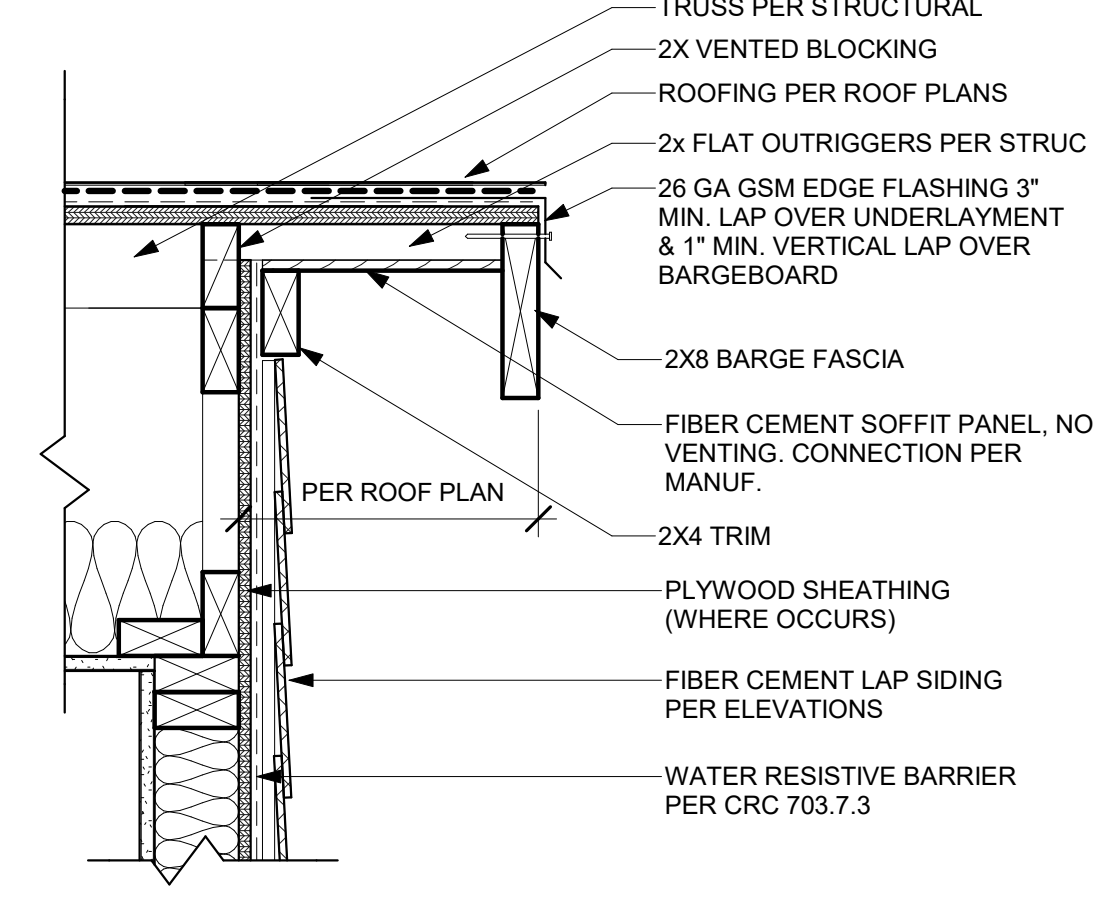 TRUSS PER STRUCTURAL
2X VENTED BLOCKING
ROOFING PER ROOF PLANS
2x FLAT OUTRIGGERS PER STRUC
26 GA GSM EDGE FLASHING 3"
MIN. LAP OVER UNDERLAYMENT
& 1" MIN. VERTICAL LAP OVER
BARGEBOARD
2X8 BARGE FASCIA
FIBER CEMENT SOFFIT PANEL, NO
VENTING. CONNECTION PER
MANUF.
PER ROOF PLAN
2X4 TRIM
PLYWOOD SHEATHING
(WHERE OCCURS)
FIBER CEMENT LAP SIDING
PER ELEVATIONS
WATER RESISTIVE BARRIER
PER CRC 703.7.3